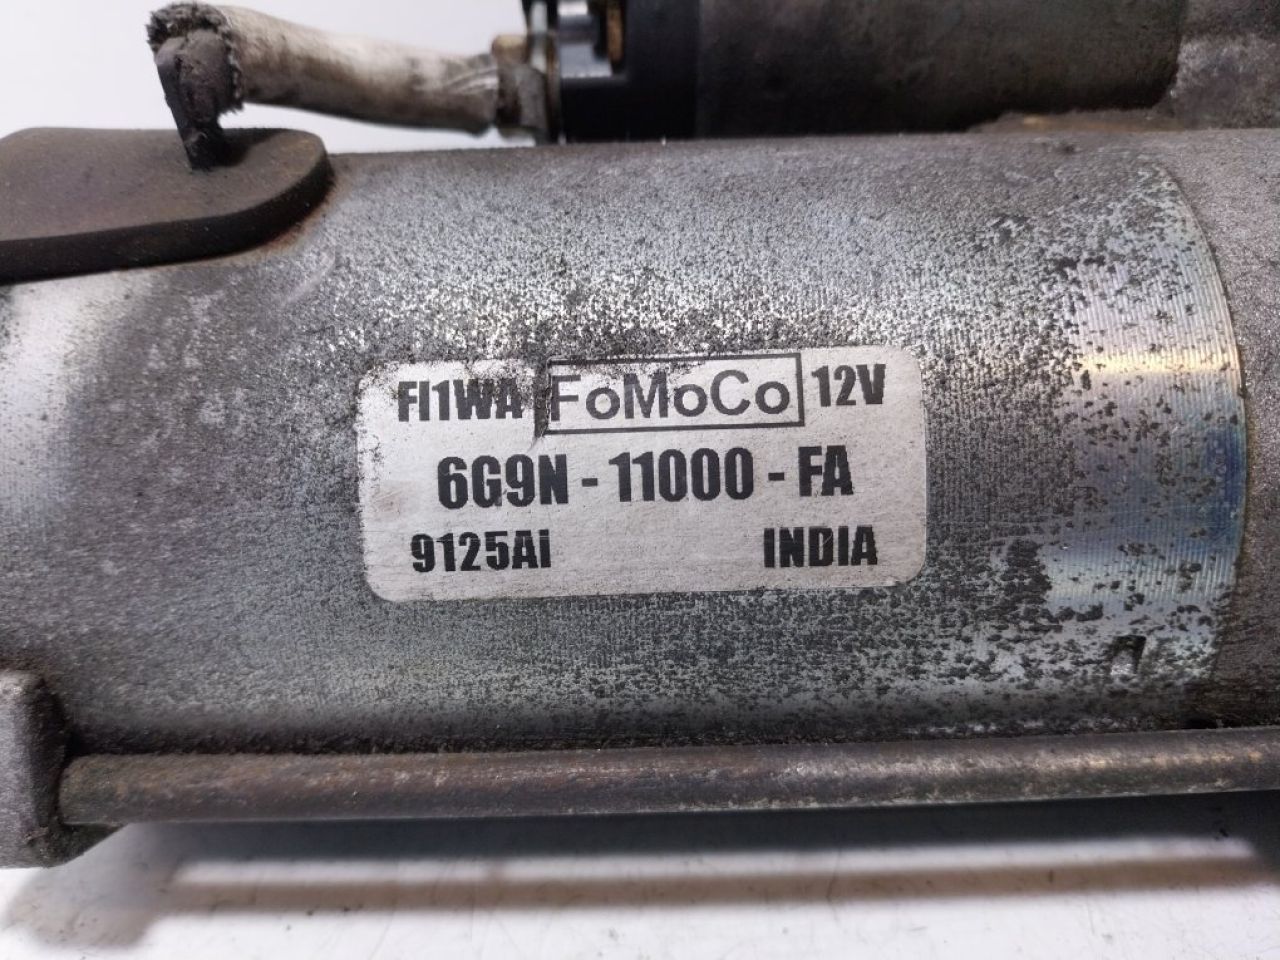 FI1WA FoMoCo 12V
6G9N - 11000 - FA
9125Ai INDIA